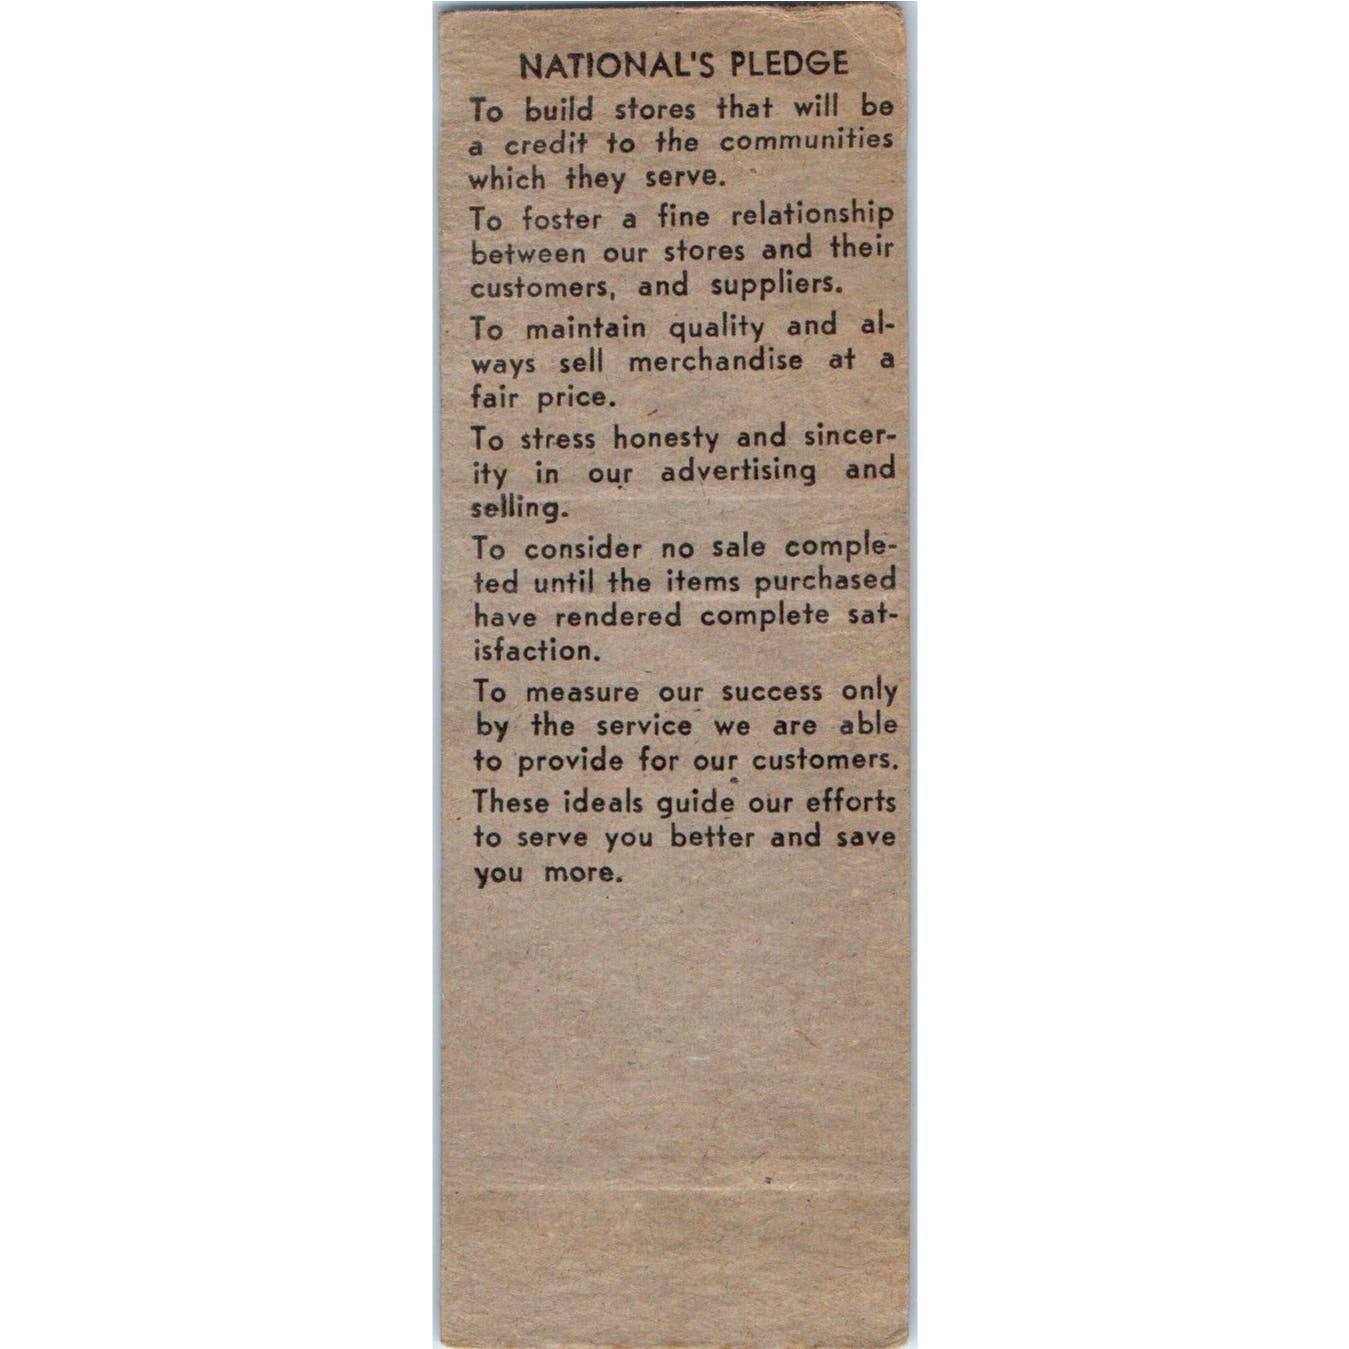 NATIONAL'S PLEDGE
To build stores that will be
a credit to the communities
which they serve.
To foster a fine relationship
between our stores and their
customers, and suppliers.
To maintain quality and al-
ways sell merchandise at a
fair price.
To stress honesty and sincer-
ity in our advertising and
selling.
To consider no sale comple-
ted until the items purchased
have rendered complete sat-
isfaction.
To measure our success only
by the service we are able
to provide for our customers.
These ideals guide our efforts
to serve you better and save
you more.